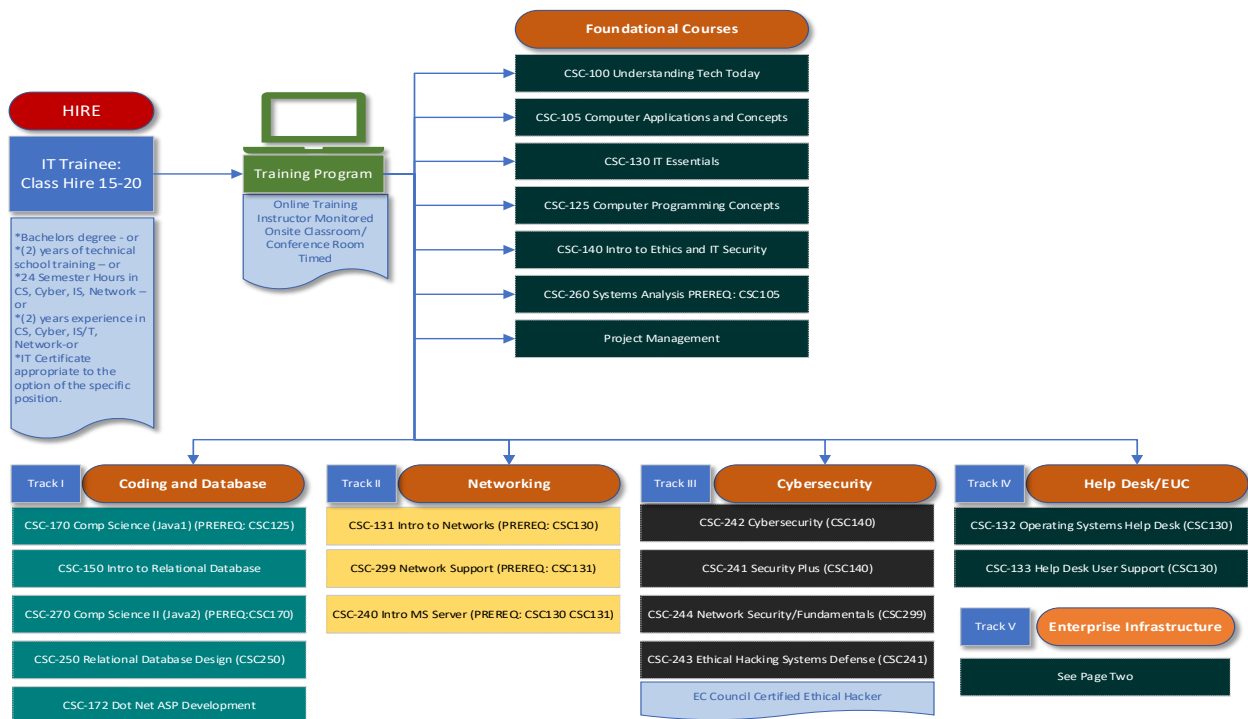 HIRE
IT Trainee:
Class Hire 15-20
*Bachelors degree - or
*(2) years of technical
school training – or
*24 Semester Hours in
CS, Cyber, IS, Network –
or
*(2) years experience in
CS, Cyber, IS/T,
Network-or
*IT Certificate
appropriate to the
option of the specific
position.
Training Program
Online Training
Instructor Monitored
Onsite Classroom/
Conference Room
Timed
Foundational Courses
CSC-100 Understanding Tech Today
CSC-105 Computer Applications and Concepts
CSC-130 IT Essentials
CSC-125 Computer Programming Concepts
CSC-140 Intro to Ethics and IT Security
CSC-260 Systems Analysis PREREQ: CSC105
Project Management
Track I
Coding and Database
CSC-170 Comp Science (Java1) (PREREQ: CSC125)
CSC-150 Intro to Relational Database
CSC-270 Comp Science II (Java2) (PEREQ:CSC170)
CSC-250 Relational Database Design (CSC250)
CSC-172 Dot Net ASP Development
Track II
Networking
CSC-131 Intro to Networks (PREREQ: CSC130)
CSC-299 Network Support (PREREQ: CSC131)
CSC-240 Intro MS Server (PREREQ: CSC130 CSC131)
Track III
Cybersecurity
CSC-242 Cybersecurity (CSC140)
CSC-241 Security Plus (CSC140)
CSC-244 Network Security/Fundamentals (CSC299)
CSC-243 Ethical Hacking Systems Defense (CSC241)
EC Council Certified Ethical Hacker
Track IV
Help Desk/EUC
CSC-132 Operating Systems Help Desk (CSC130)
CSC-133 Help Desk User Support (CSC130)
Track V
Enterprise Infrastructure
See Page Two